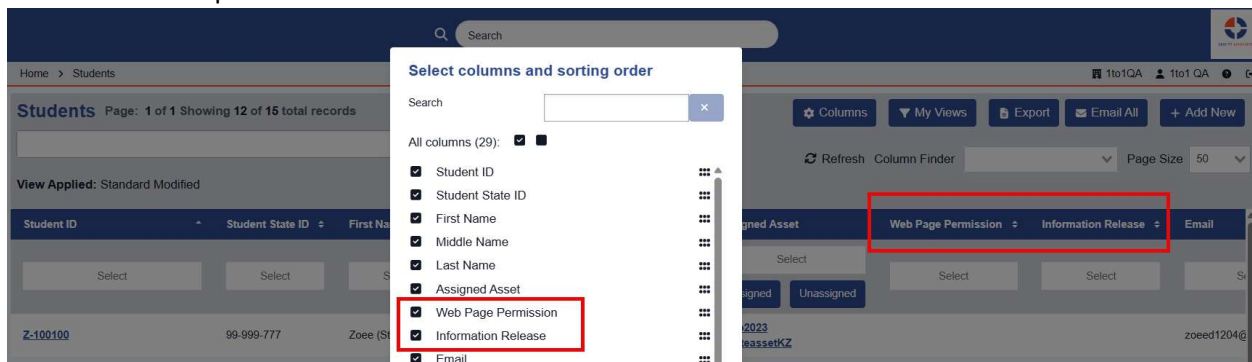 Search
Home > Students
1to1QA 1to1 QA
Students Page: 1 of 1 Showing 12 of 15 total records
Columns My Views Export Email All + Add New
Refresh Column Finder Page Size 50
View Applied: Standard Modified
Select columns and sorting order
Search ×
All columns (29):
Student ID
Student State ID
First Name
Middle Name
Last Name
Assigned Asset
Web Page Permission
Information Release
Email
Student ID Student State ID First Na gned Asset Web Page Permission Information Release Email
Select Select S Select Select Select
signed Unassigned
Z-100100 99-999-777 Zoee (St 2023 zoeed1204@
teassetKZ